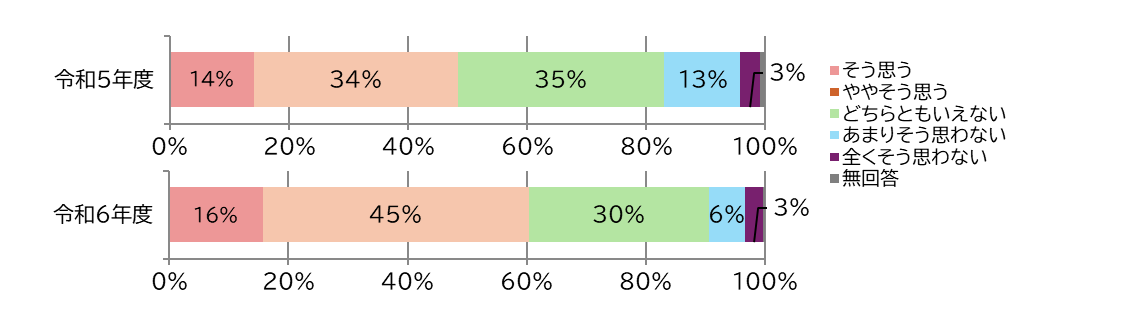 令和5年度
14%
34%
35%
13%
3%
0%
20%
40%
60%
80%
100%
令和6年度
16%
45%
30%
6%
3%
0%
20%
40%
60%
80%
100%
そう思う
ややそう思う
どちらともいえない
あまりそう思わない
全くそう思わない
無回答